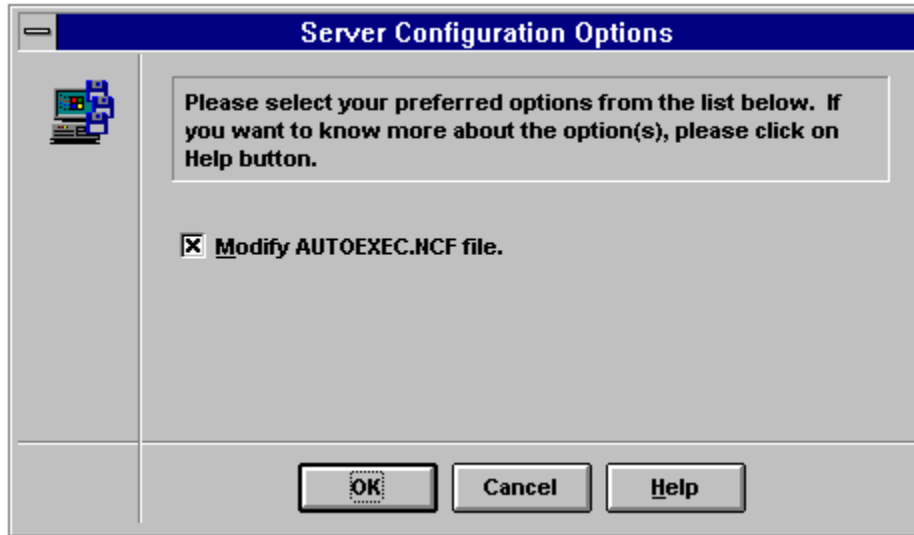 Server Configuration Options
Please select your preferred options from the list below. If
you want to know more about the option(s), please click on
Help button.
Modify AUTOEXEC.NCF file.
OK Cancel Help